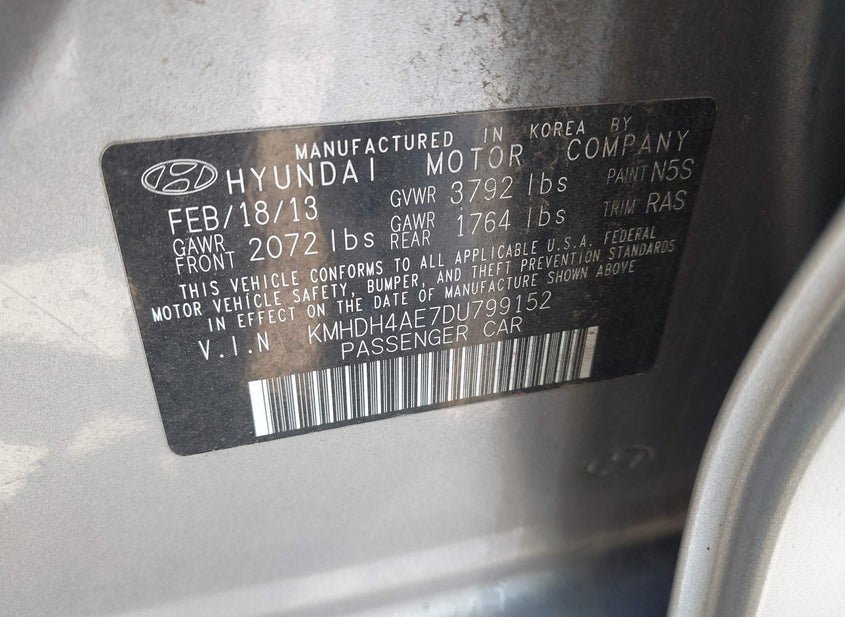 MANUFACTURED IN KOREA BY
HYUNDAI MOTOR COMPANY
FEB/18/13 GVWR 3792 lbs PAINT N5S
GAWR FRONT 2072 lbs GAWR REAR 1764 lbs TRIM RAS
THIS VEHICLE CONFORMS TO ALL APPLICABLE U.S.A. FEDERAL
MOTOR VEHICLE SAFETY, BUMPER, AND THEFT PREVENTION STANDARDS
IN EFFECT ON THE DATE OF MANUFACTURE SHOWN ABOVE
V.I.N KMHDH4AE7DU799152
PASSENGER CAR